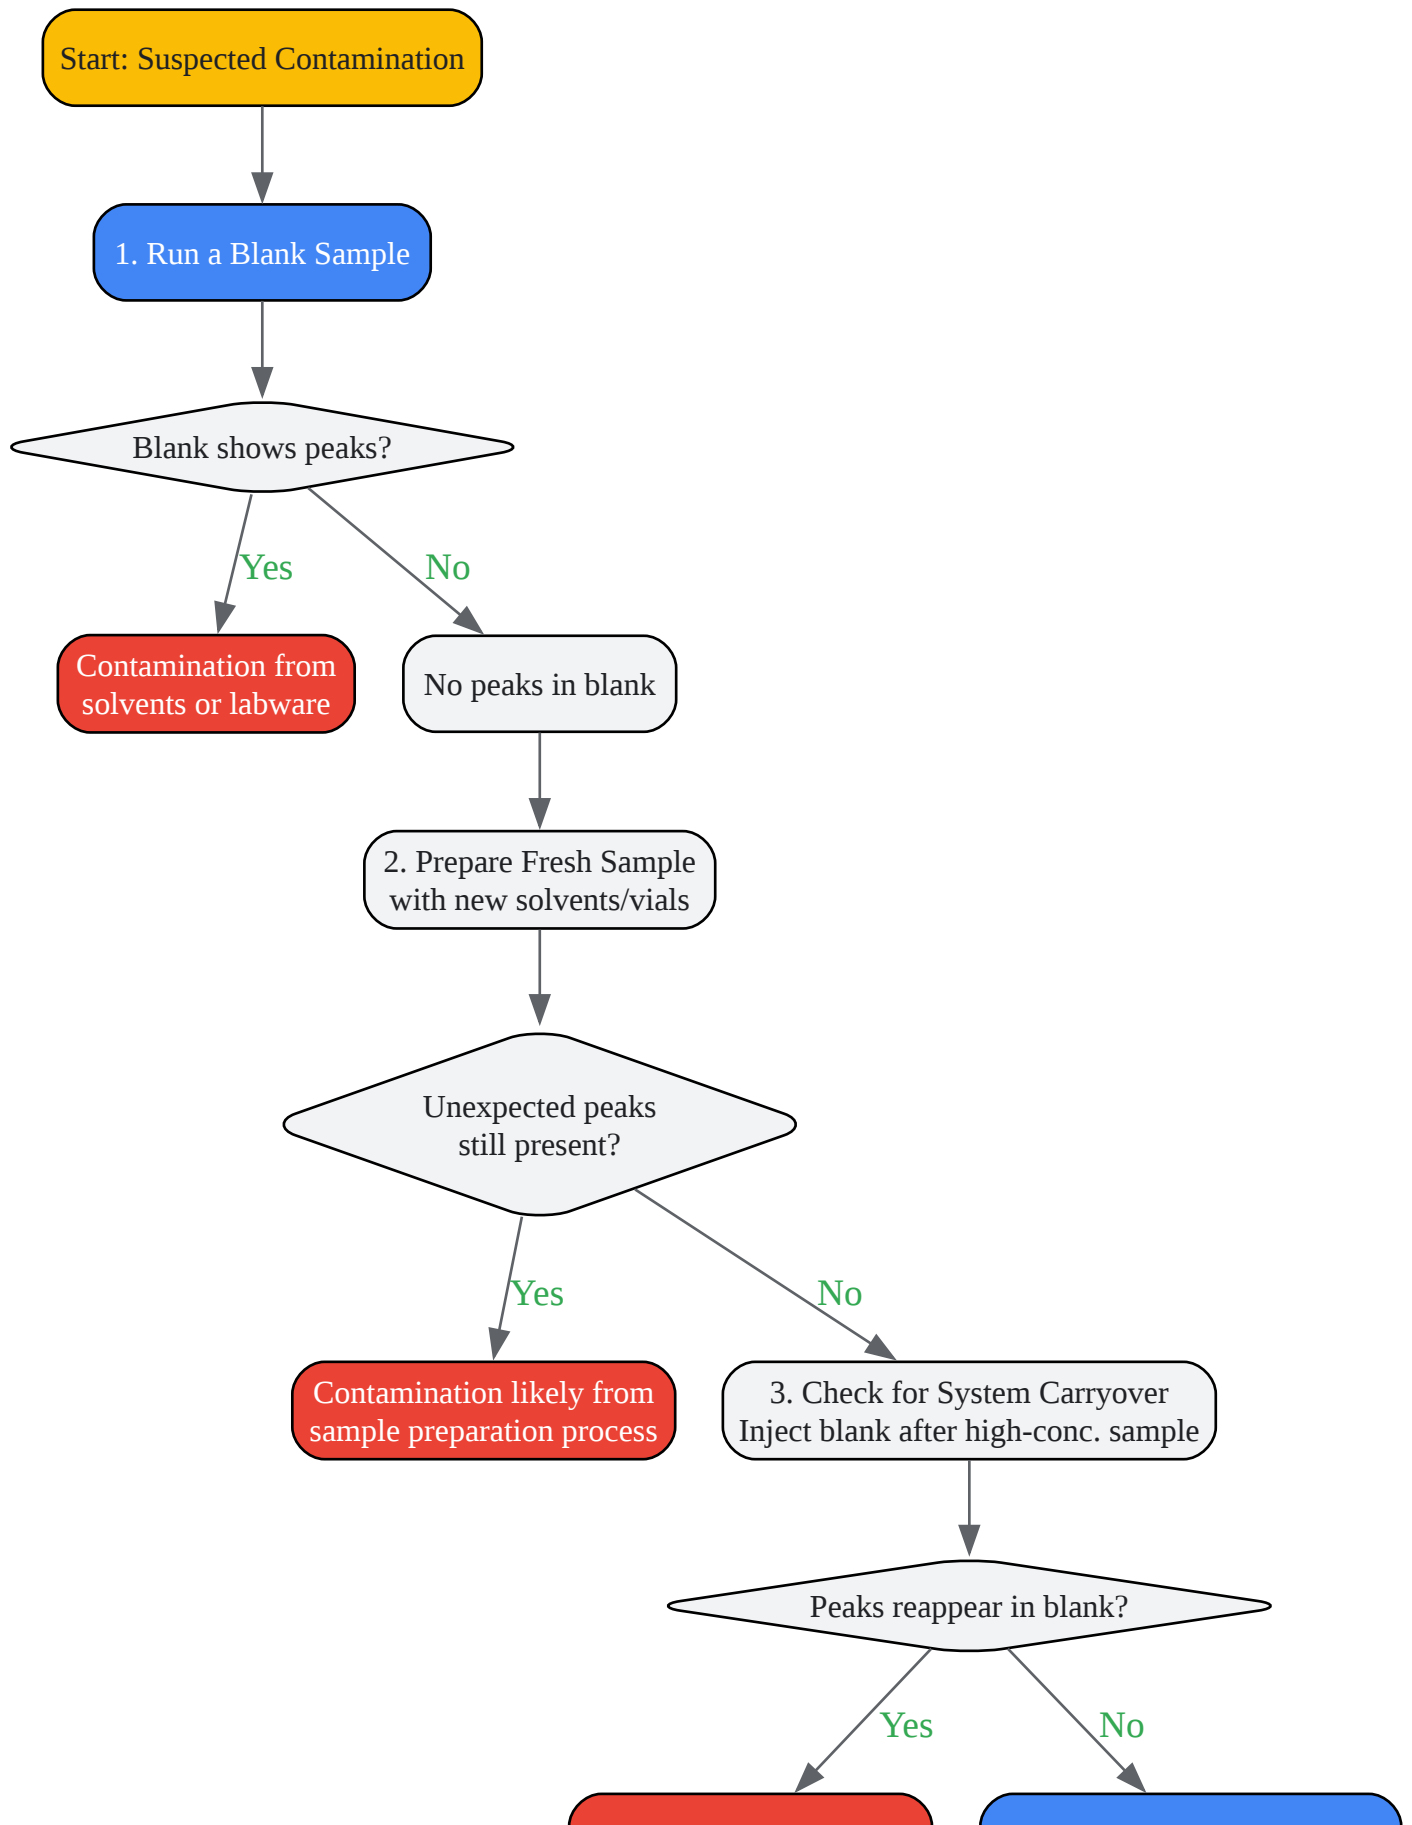 Start: Suspected Contamination
1. Run a Blank Sample
Blank shows peaks?
Yes
No
Contamination from
solvents or labware
No peaks in blank
2. Prepare Fresh Sample
with new solvents/vials
Unexpected peaks
still present?
Yes
No
Contamination likely from
sample preparation process
3. Check for System Carryover
Inject blank after high-conc. sample
Peaks reappear in blank?
Yes
No